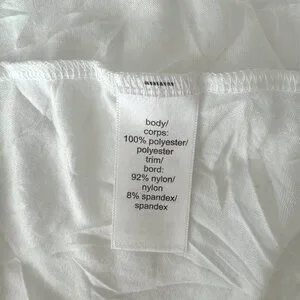 body/
corps:
100% polyester/
polyester
trim/
bord:
92% nylon/
nylon
8% spandex/
spandex